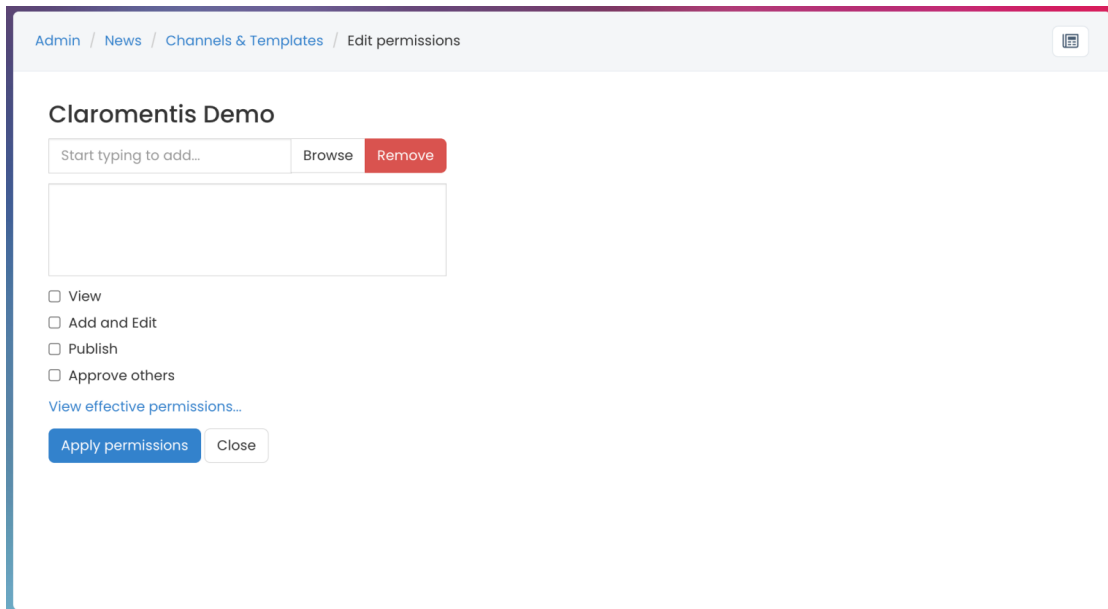 Admin / News / Channels & Templates / Edit permissions
Claromentis Demo
Start typing to add... Browse Remove
View
Add and Edit
Publish
Approve others
View effective permissions...
Apply permissions Close